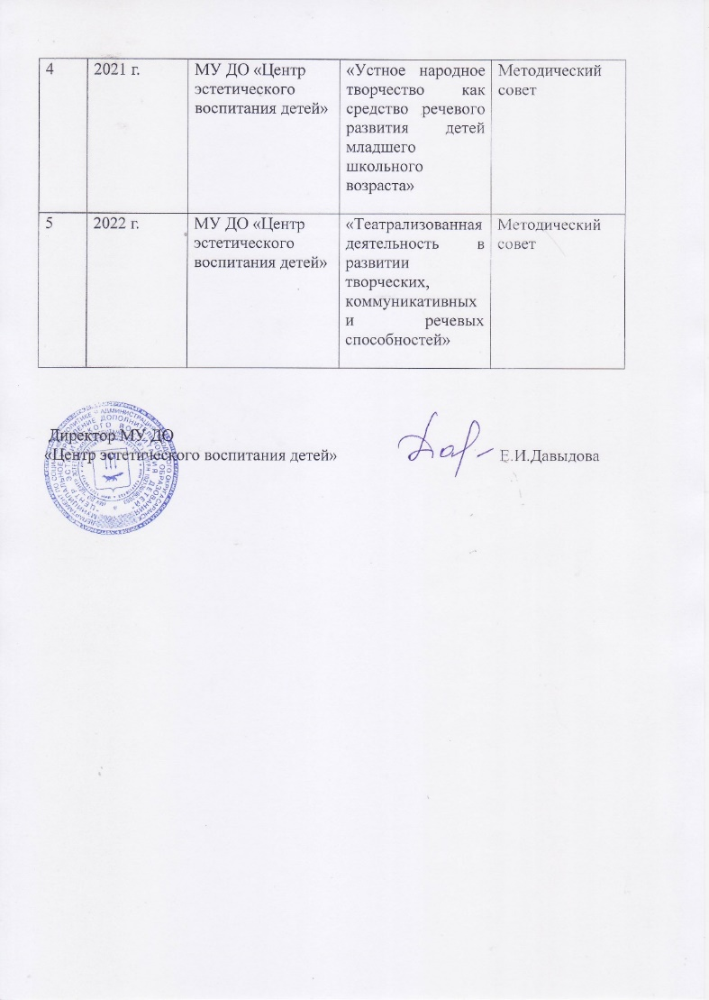 4 2021 г. МУ ДО «Центр эстетического воспитания детей» «Устное народное творчество как средство речевого развития детей младшего школьного возраста» Методический совет
5 2022 г. МУ ДО «Центр эстетического воспитания детей» «Театрализованная деятельность в развитии творческих, коммуникативных и речевых способностей» Методический совет
Директор МУ ДО
«Центр эстетического воспитания детей» Е.И.Давыдова